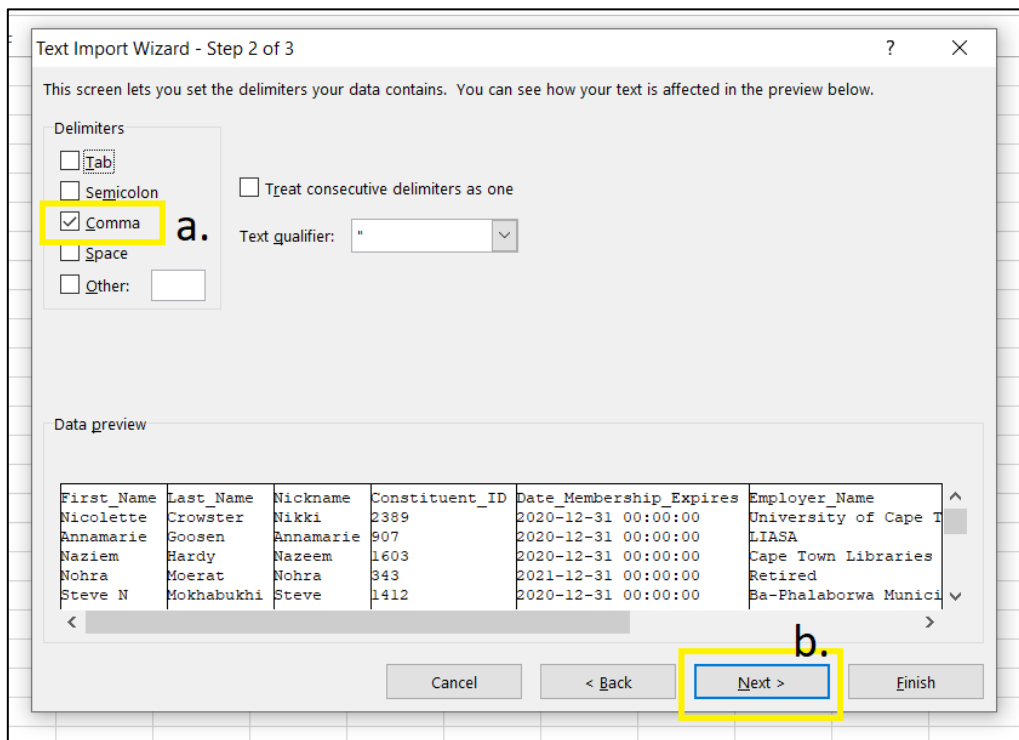 Text Import Wizard - Step 2 of 3 ?
This screen lets you set the delimiters your data contains.  You can see how your text is affected in the preview below.
Delimiters
Tab
Semicolon
Comma
a.
Space
Other:
Treat consecutive delimiters as one
Text qualifier: "
Data preview
First_Name Last_Name Nickname Constituent_ID Date_Membership_Expires Employer_Name
Nicolette Crowster Nikki 2389 2020-12-31 00:00:00 University of Cape T
Annamarie Goosen Annamarie 907 2020-12-31 00:00:00 LIASA
Naziem Hardy Nazeem 1603 2020-12-31 00:00:00 Cape Town Libraries
Nohra Moerat Nohra 343 2021-12-31 00:00:00 Retired
Steve N Mokhabukhi Steve 1412 2020-12-31 00:00:00 Ba-Phalaborwa Munici
b.
Cancel < Back Next > Finish